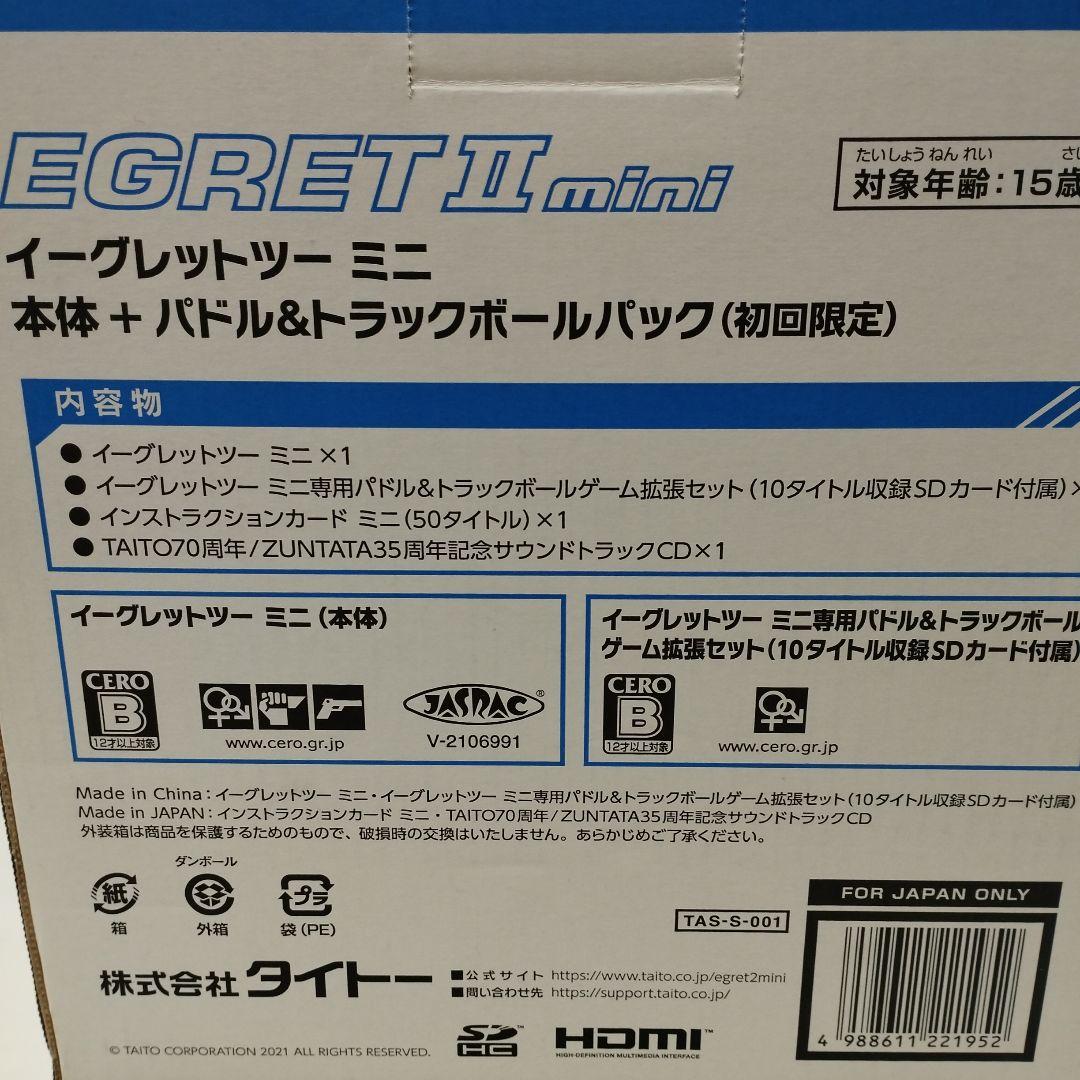 EGRET II mini
たいしょう ねん れい
対象年齢：15歳
イーグレットツー ミニ
本体 + パドル&トラックボールパック（初回限定）
内容物
● イーグレットツー ミニ×1
● イーグレットツー ミニ専用パドル&トラックボールゲーム拡張セット（10タイトル収録SDカード付属）
● インストラクションカード ミニ（50タイトル）×1
● TAITO70周年/ZUNTATA35周年記念サウンドトラックCD×1
イーグレットツー ミニ（本体）
CERO
B
12才以上対象
www.cero.gr.jp
JASRAC®
V-2106991
イーグレットツー ミニ専用パドル&トラックボール
ゲーム拡張セット（10タイトル収録SDカード付属）
CERO
B
12才以上対象
www.cero.gr.jp
Made in China：イーグレットツー ミニ・イーグレットツー ミニ専用パドル&トラックボールゲーム拡張セット（10タイトル収録SDカード付属）
Made in JAPAN：インストラクションカード ミニ・TAITO70周年/ZUNTATA35周年記念サウンドトラックCD
外装箱は商品を保護するためのもので、破損時の交換はいたしません。あらかじめご了承ください。
ダンボール
紙
プラ
箱
外箱
袋（PE）
TAS-S-001
FOR JAPAN ONLY
株式会社 タイトー
■公式サイト https://www.taito.co.jp/egret2mini
■問い合わせ先 https://support.taito.co.jp/
© TAITO CORPORATION 2021 ALL RIGHTS RESERVED.
SD HC™
HDMI™
HIGH-DEFINITION MULTIMEDIA INTERFACE
4 988611 221952